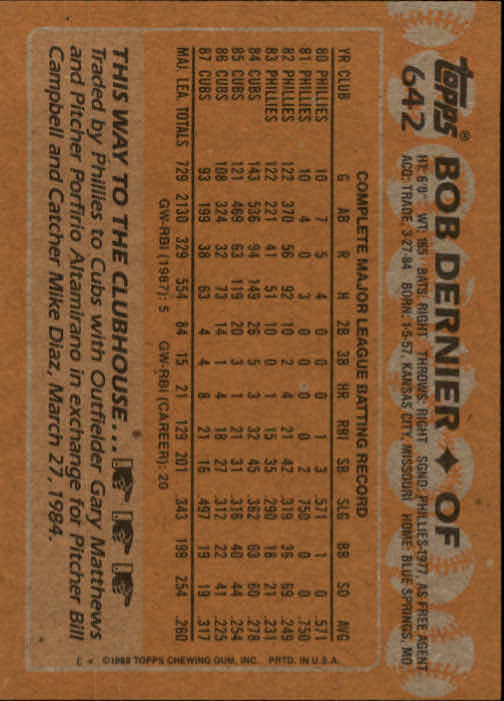 topps® BOB DERNIER ✦ OF
642 HT: 6'0" WT: 165 BATS: RIGHT THROWS: RIGHT SGND: PHILLIES-1977 AS FREE AGENT
ACQ: TRADE, 3-27-84 BORN: 1-5-57, KANSAS CITY, MISSOURI HOME: BLUE SPRINGS, MO.
COMPLETE MAJOR LEAGUE BATTING RECORD
YR CLUB G AB R H 2B 3B HR RBI SB SLG BB SO AVG
80 PHILLIES 10 7 5 4 0 0 0 1 3 .571 1 0 .571
81 PHILLIES 10 4 0 3 0 0 0 0 2 .750 0 0 .750
82 PHILLIES 122 370 56 92 10 2 4 21 42 .319 36 69 .249
83 PHILLIES 122 221 41 51 10 0 1 15 35 .290 18 21 .231
84 CUBS 143 536 94 149 26 5 3 32 45 .362 63 60 .278
85 CUBS 121 469 63 119 20 3 1 21 31 .316 40 44 .254
86 CUBS 108 324 32 73 14 1 4 18 27 .312 22 41 .225
87 CUBS 93 199 38 63 4 4 8 21 16 .497 19 19 .317
MAJ. LEA. TOTALS 729 2130 329 554 84 15 21 129 201 .343 199 254 .260
GW-RBI (1987): 5 GW-RBI (CAREER): 20
THIS WAY TO THE CLUBHOUSE...
Traded by Phillies to Cubs with Outfielder Gary Matthews
and Pitcher Porfirio Altamirano in exchange for Pitcher Bill
Campbell and Catcher Mike Diaz, March 27, 1984.
E * ©1988 TOPPS CHEWING GUM, INC. PRTD. IN U.S.A.